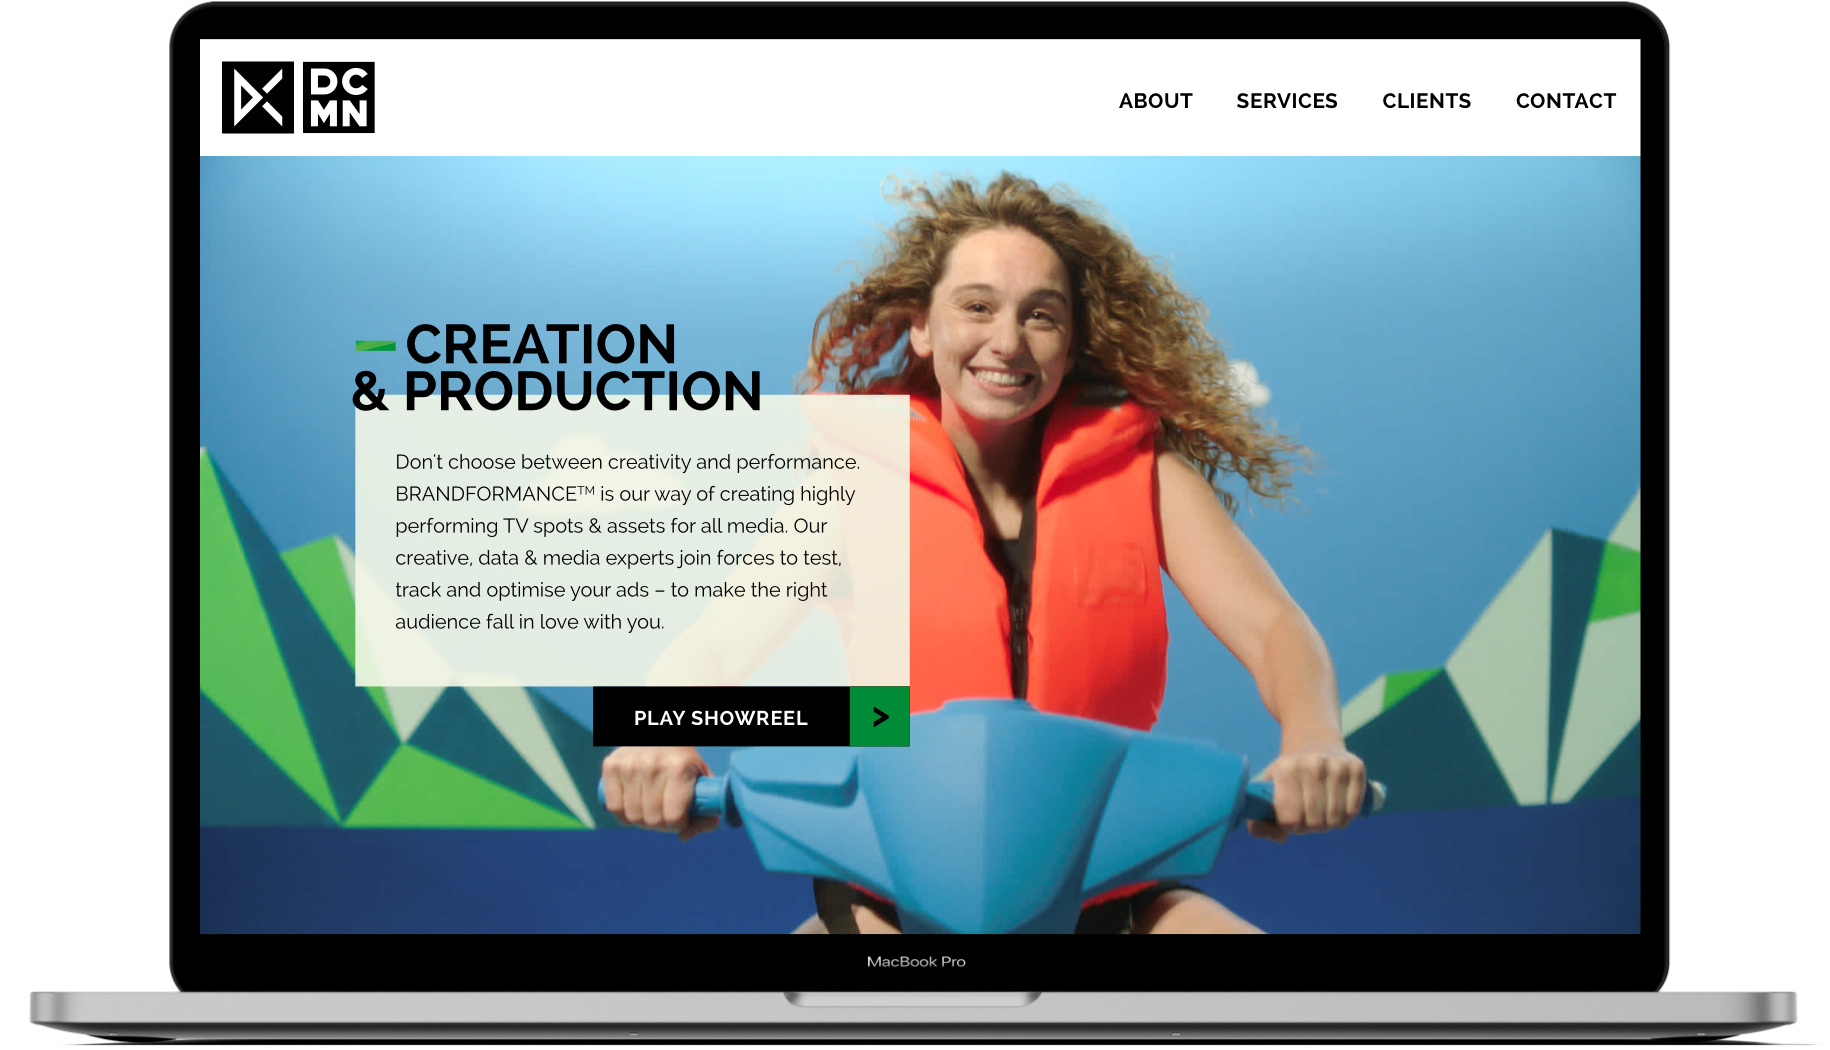 DC
MN
ABOUT SERVICES CLIENTS CONTACT
CREATION
& PRODUCTION
Don't choose between creativity and performance.
BRANDFORMANCE™ is our way of creating highly
performing TV spots & assets for all media. Our
creative, data & media experts join forces to test,
track and optimise your ads – to make the right
audience fall in love with you.
PLAY SHOWREEL >
MacBook Pro